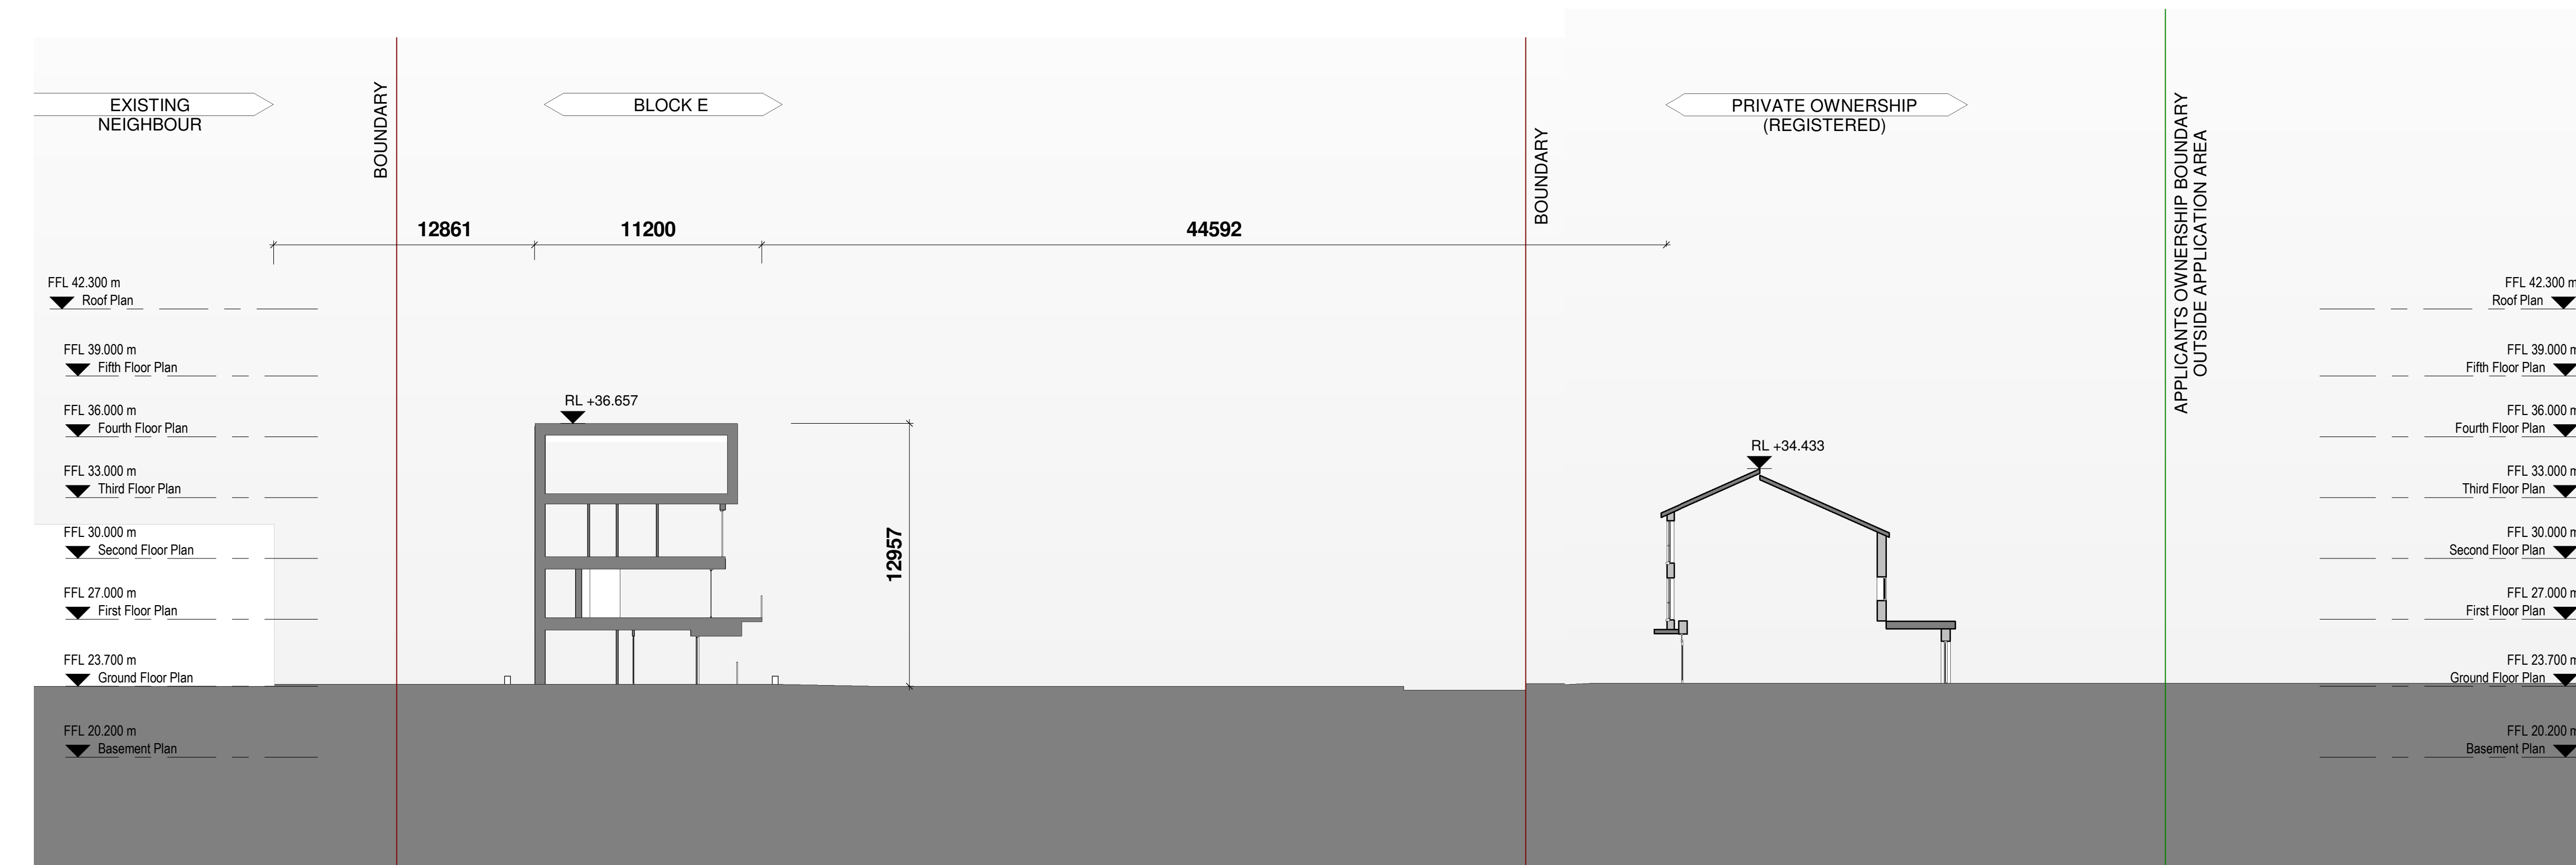 EXISTING
NEIGHBOUR
BOUNDARY
BLOCK E
BOUNDARY
PRIVATE OWNERSHIP
(REGISTERED)
APPLICANTS OWNERSHIP BOUNDARY
OUTSIDE APPLICATION AREA
12861
11200
44592
FFL 42.300 m
Roof Plan
FFL 39.000 m
Fifth Floor Plan
FFL 36.000 m
Fourth Floor Plan
FFL 33.000 m
Third Floor Plan
FFL 30.000 m
Second Floor Plan
FFL 27.000 m
First Floor Plan
FFL 23.700 m
Ground Floor Plan
FFL 20.200 m
Basement Plan
RL +36.657
12957
RL +34.433
FFL 42.300 m
Roof Plan
FFL 39.000 m
Fifth Floor Plan
FFL 36.000 m
Fourth Floor Plan
FFL 33.000 m
Third Floor Plan
FFL 30.000 m
Second Floor Plan
FFL 27.000 m
First Floor Plan
FFL 23.700 m
Ground Floor Plan
FFL 20.200 m
Basement Plan